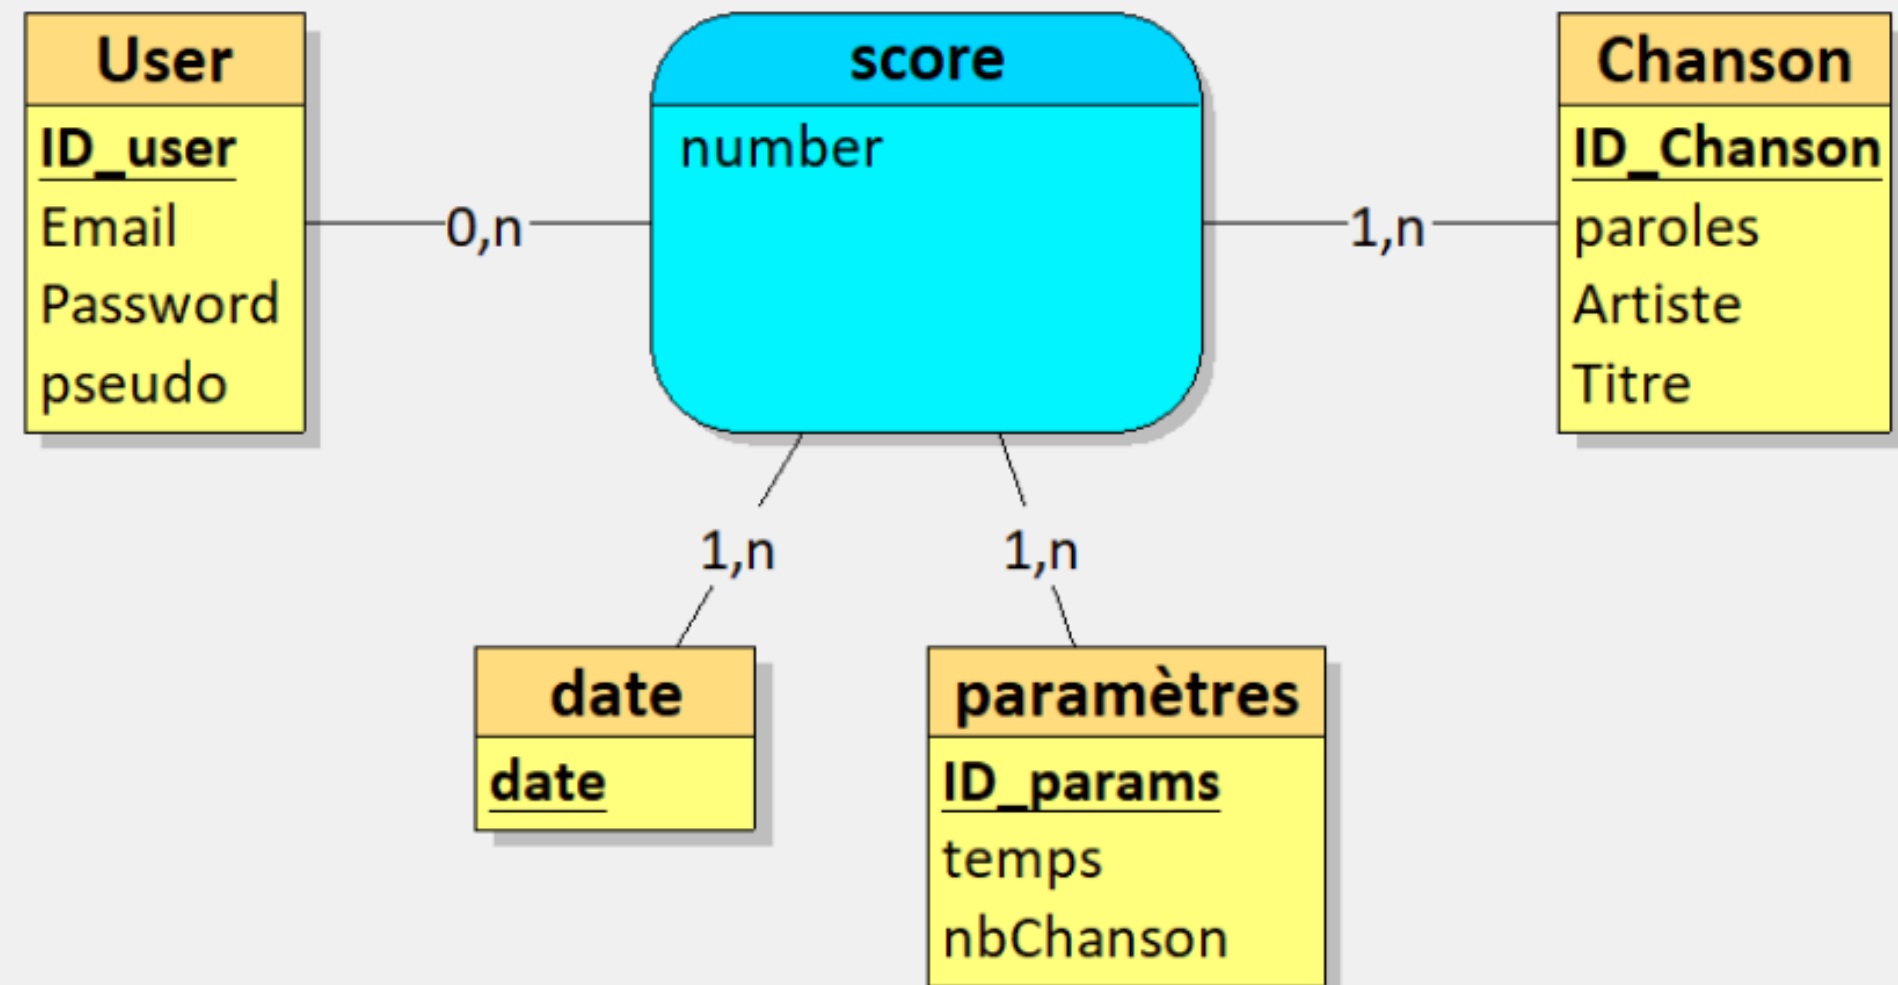 User
ID_user
Email
Password
pseudo
0,n
score
number
1,n
Chanson
ID_Chanson
paroles
Artiste
Titre
1,n
1,n
date
date
paramètres
ID_params
temps
nbChanson